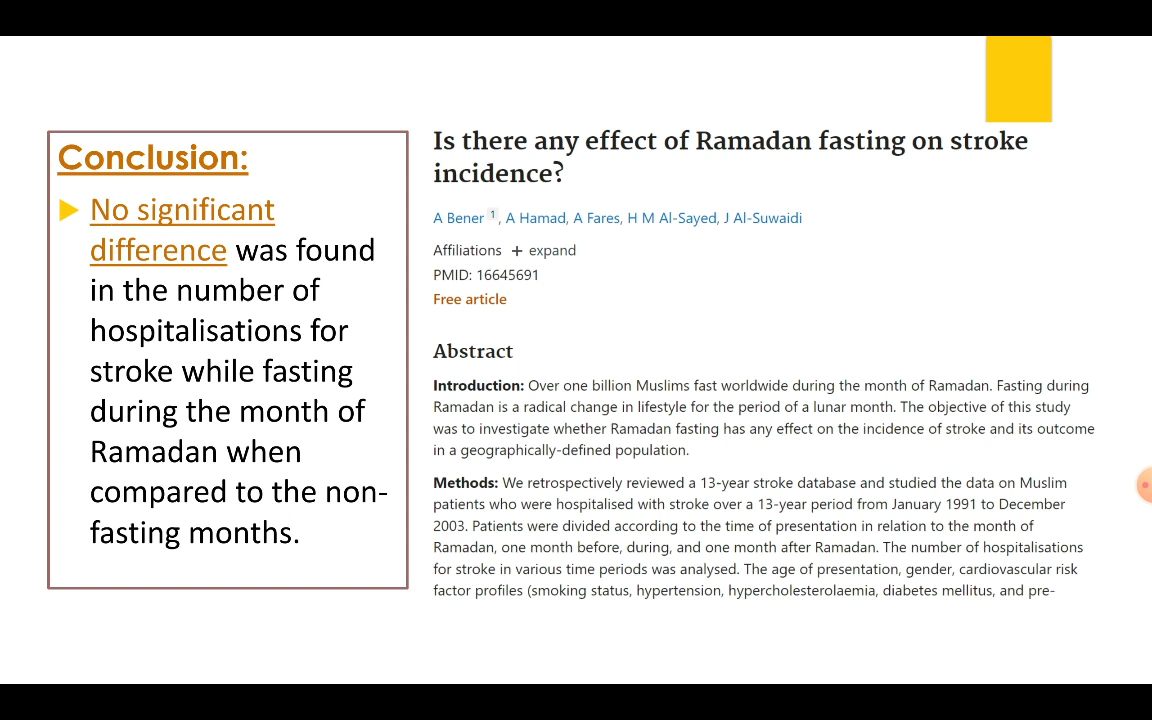 Conclusion:
No significant
difference was found
in the number of
hospitalisations for
stroke while fasting
during the month of
Ramadan when
compared to the non-
fasting months.
Is there any effect of Ramadan fasting on stroke
incidence?
A Bener 1, A Hamad, A Fares, H M Al-Sayed, J Al-Suwaidi
Affiliations + expand
PMID: 16645691
Free article
Abstract
Introduction: Over one billion Muslims fast worldwide during the month of Ramadan. Fasting during
Ramadan is a radical change in lifestyle for the period of a lunar month. The objective of this study
was to investigate whether Ramadan fasting has any effect on the incidence of stroke and its outcome
in a geographically-defined population.
Methods: We retrospectively reviewed a 13-year stroke database and studied the data on Muslim
patients who were hospitalised with stroke over a 13-year period from January 1991 to December
2003. Patients were divided according to the time of presentation in relation to the month of
Ramadan, one month before, during, and one month after Ramadan. The number of hospitalisations
for stroke in various time periods was analysed. The age of presentation, gender, cardiovascular risk
factor profiles (smoking status, hypertension, hypercholesterolaemia, diabetes mellitus, and pre-